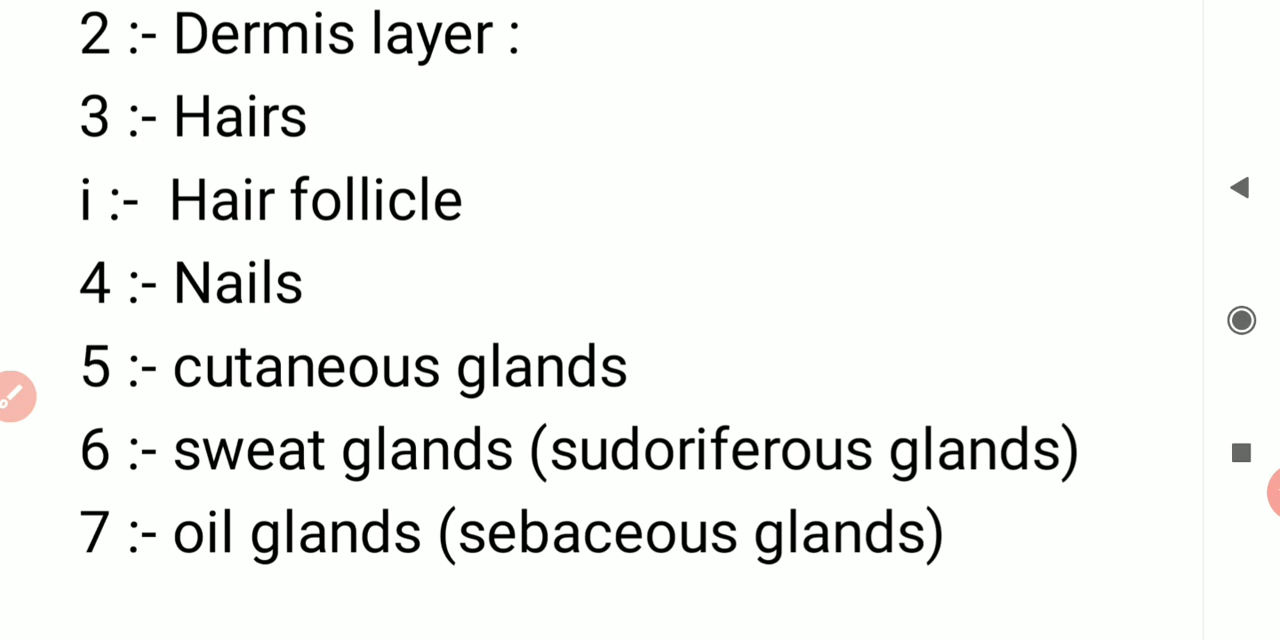 2 :- Dermis layer :
3 :- Hairs
i :-  Hair follicle
4 :- Nails
5 :- cutaneous glands
6 :- sweat glands (sudoriferous glands)
7 :- oil glands (sebaceous glands)